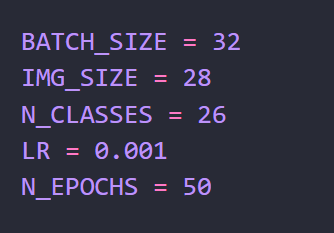 BATCH_SIZE = 32
IMG_SIZE = 28
N_CLASSES = 26
LR = 0.001
N_EPOCHS = 50